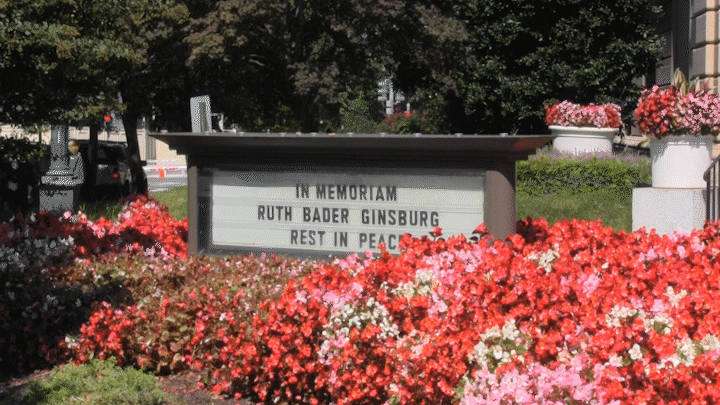 IN MEMORIAM
RUTH BADER GINSBURG
REST IN PEACE